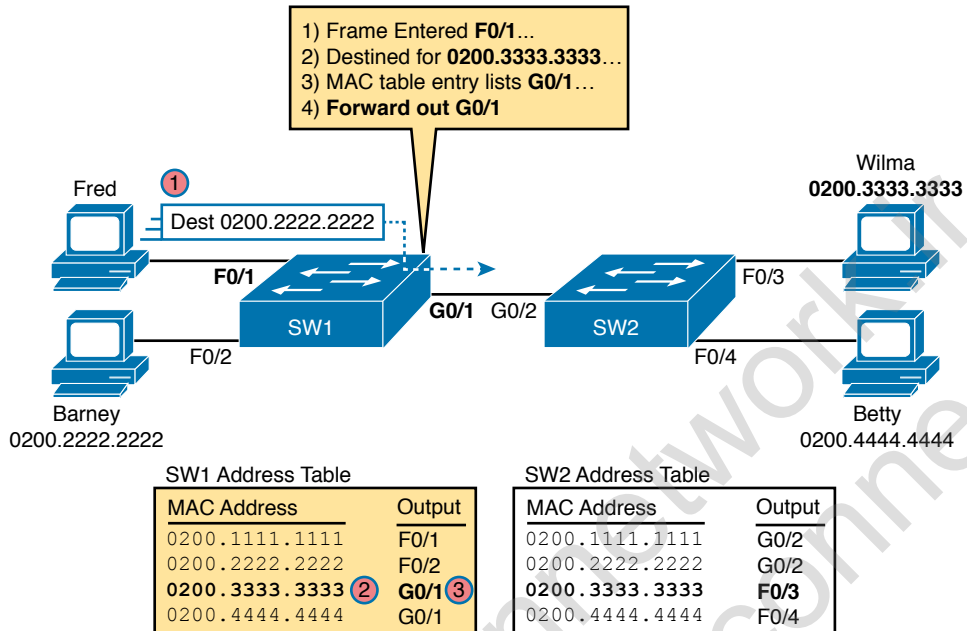 1) Frame Entered F0/1...
2) Destined for 0200.3333.3333...
3) MAC table entry lists G0/1...
4) Forward out G0/1
Fred
1
Dest 0200.2222.2222
Wilma
0200.3333.3333
F0/1
SW1
G0/1
G0/2
SW2
F0/3
F0/2
F0/4
Barney
0200.2222.2222
Betty
0200.4444.4444
SW1 Address Table
MAC Address Output
0200.1111.1111 F0/1
0200.2222.2222 F0/2
0200.3333.3333 2 G0/1 3
0200.4444.4444 G0/1
SW2 Address Table
MAC Address Output
0200.1111.1111 G0/2
0200.2222.2222 G0/2
0200.3333.3333 F0/3
0200.4444.4444 F0/4